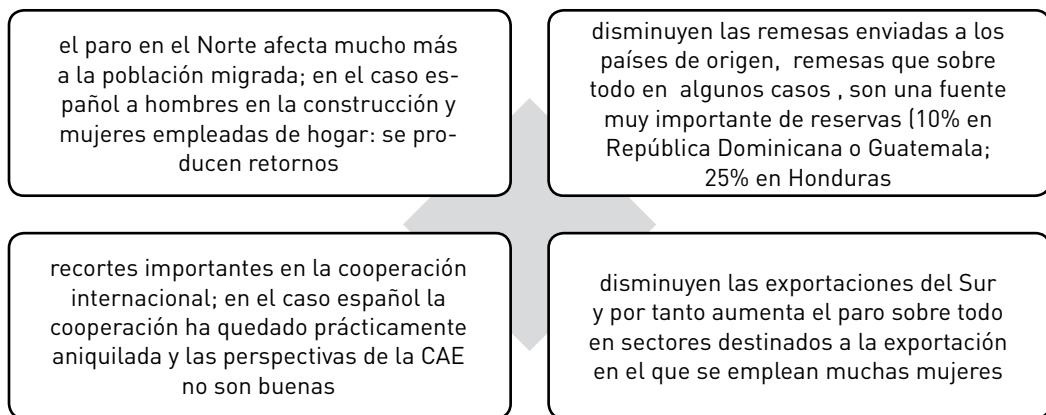 el paro en el Norte afecta mucho más
a la población migrada; en el caso es-
pañol a hombres en la construcción y
mujeres empleadas de hogar: se pro-
ducen retornos
disminuyen las remesas enviadas a los
países de origen,  remesas que sobre
todo en  algunos casos , son una fuente
muy importante de reservas (10% en
República Dominicana o Guatemala;
25% en Honduras
recortes importantes en la cooperación
internacional; en el caso español la
cooperación ha quedado prácticamente
aniquilada y las perspectivas de la CAE
no son buenas
disminuyen las exportaciones del Sur
y por tanto aumenta el paro sobre todo
en sectores destinados a la exportación
en el que se emplean muchas mujeres